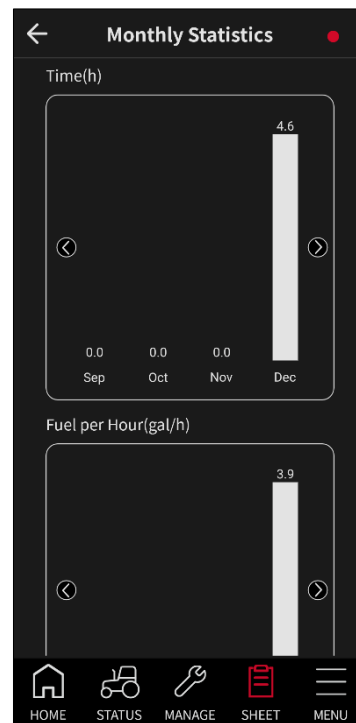 Monthly Statistics
Time(h)
4.6
0.0 0.0 0.0
Sep Oct Nov Dec
Fuel per Hour(gal/h)
3.9
HOME STATUS MANAGE SHEET MENU